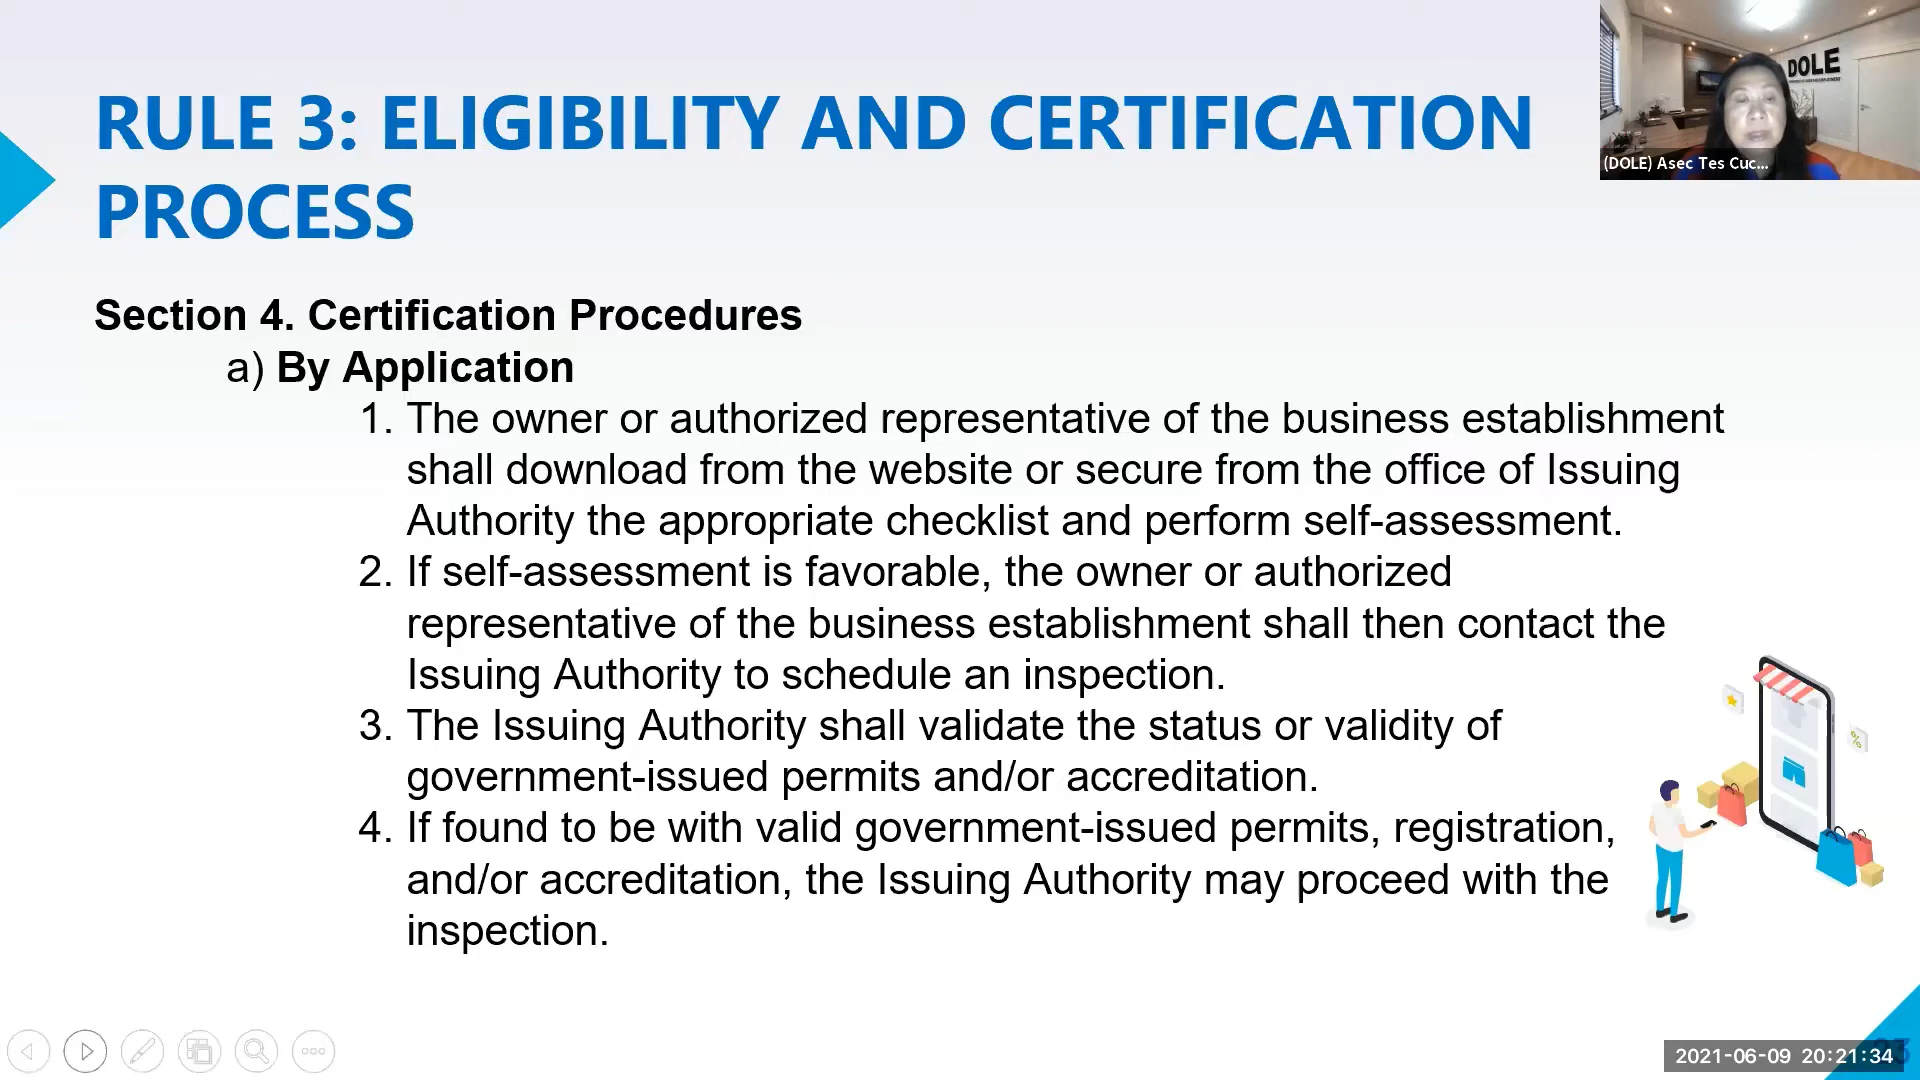 RULE 3: ELIGIBILITY AND CERTIFICATION
PROCESS
DOLE
(DOLE) Asec Tes Cuc...
Section 4. Certification Procedures
a) By Application
1. The owner or authorized representative of the business establishment
shall download from the website or secure from the office of Issuing
Authority the appropriate checklist and perform self-assessment.
2. If self-assessment is favorable, the owner or authorized
representative of the business establishment shall then contact the
Issuing Authority to schedule an inspection.
3. The Issuing Authority shall validate the status or validity of
government-issued permits and/or accreditation.
4. If found to be with valid government-issued permits, registration,
and/or accreditation, the Issuing Authority may proceed with the
inspection.
%
2021-06-09 20:21:34